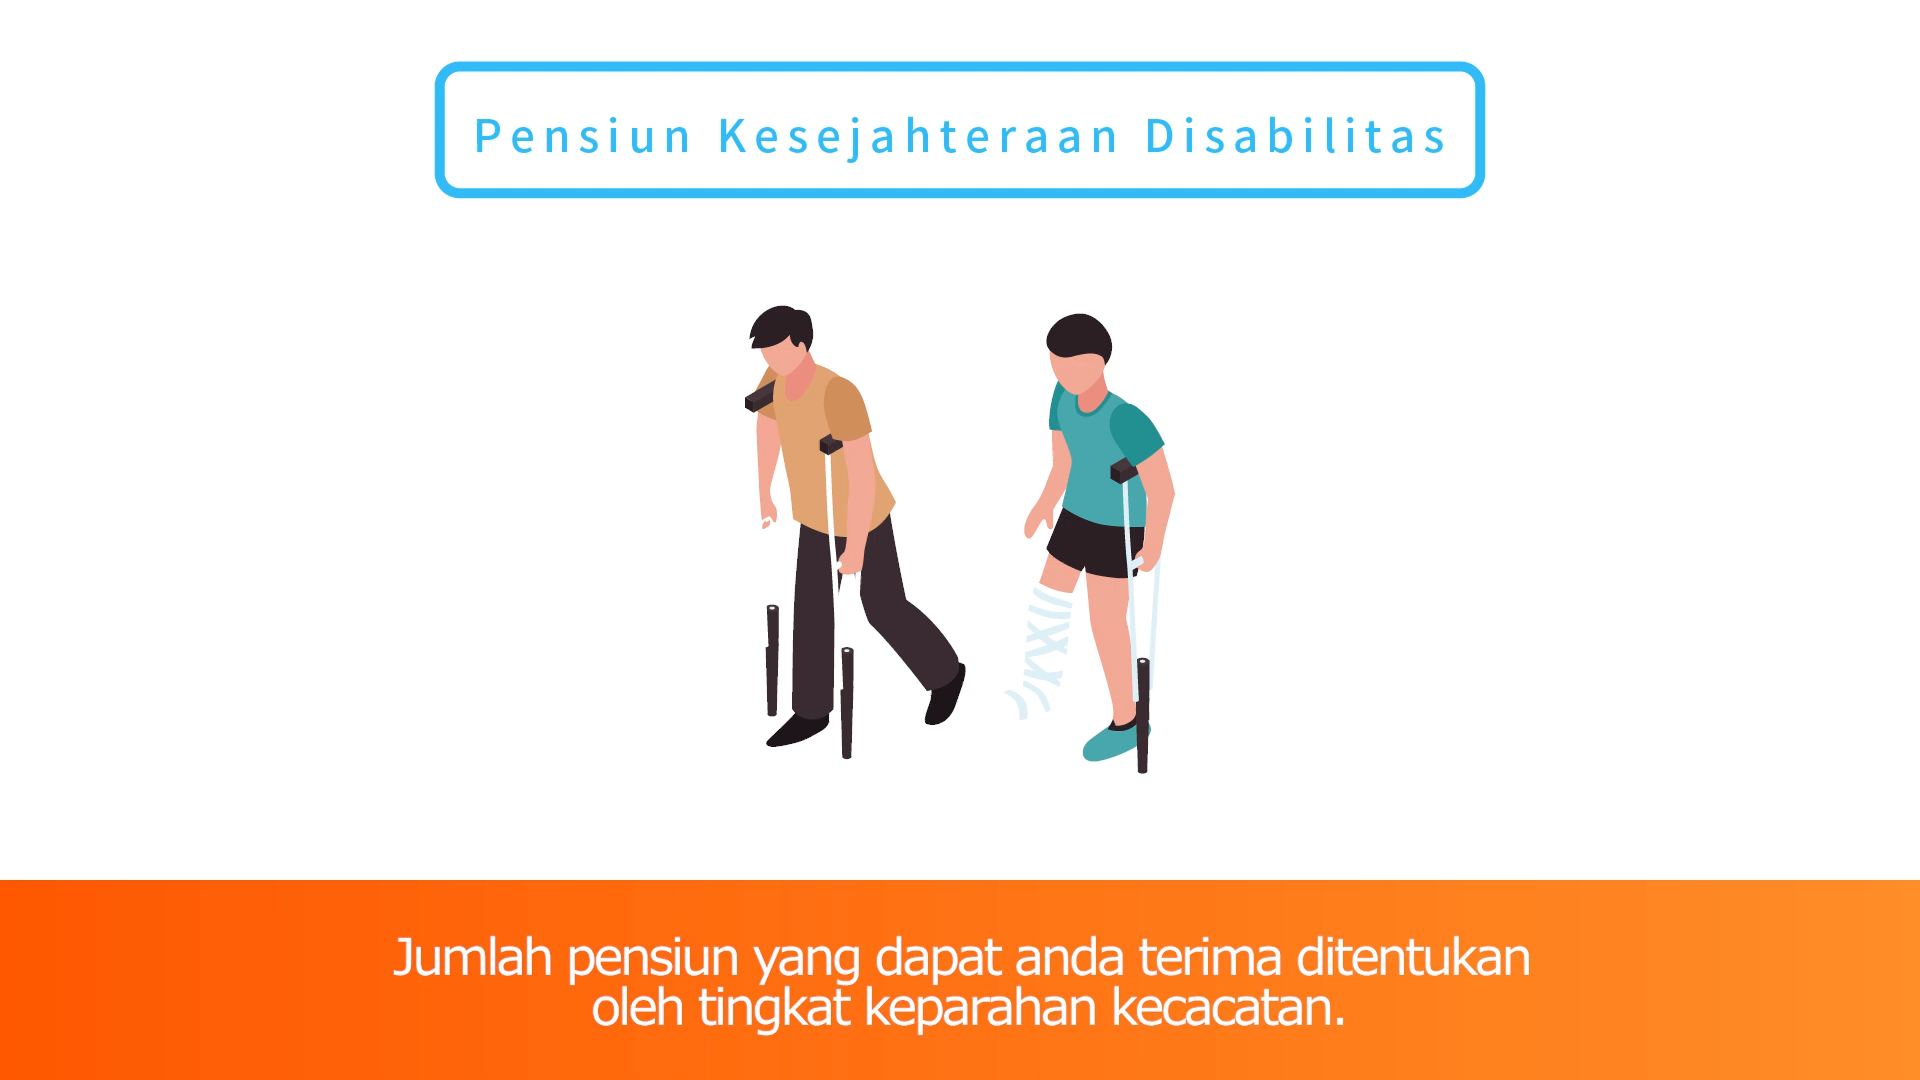 Pensiun Kesejahteraan Disabilitas
Jumlah pensiun yang dapat anda terima ditentukan
oleh tingkat keparahan kecacatan.